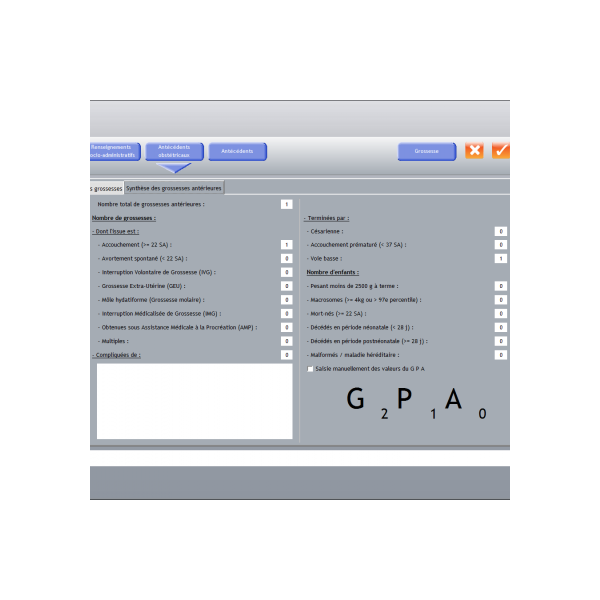 Renseignements
socio-administratifs
Antécédents
obstétricaux
Antécédents
Grossesse
s grossesses
Synthèse des grossesses antérieures
Nombre total de grossesses antérieures : 1
Nombre de grossesses :
- Dont l'issue est :
- Accouchement (>= 22 SA) : 1
- Avortement spontané (< 22 SA) : 0
- Interruption Volontaire de Grossesse (IVG) : 0
- Grossesse Extra-Utérine (GEU) : 0
- Môle hydatiforme (Grossesse molaire) : 0
- Interruption Médicalisée de Grossesse (IMG) : 0
- Obtenues sous Assistance Médicale à la Procréation (AMP) : 0
- Multiples : 0
- Compliquées de : 0
- Terminées par :
- Césarienne : 0
- Accouchement prématuré (< 37 SA) : 0
- Voie basse : 1
Nombre d'enfants :
- Pesant moins de 2500 g à terme : 0
- Macrosomes (>= 4kg ou > 97e percentile) : 0
- Mort-nés (>= 22 SA) : 0
- Décédés en période néonatale (< 28 j) : 0
- Décédés en période postnéonatale (>= 28 j) : 0
- Malformés / maladie héréditaire : 0
Saisie manuellement des valeurs du G P A
G 2 P 1 A 0